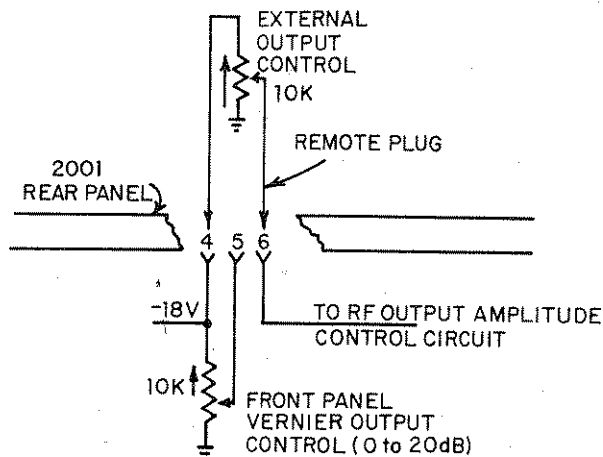 EXTERNAL
OUTPUT
CONTROL
10K
REMOTE PLUG
2001
REAR PANEL
4 5 6
-18V
TO RF OUTPUT AMPLITUDE
CONTROL CIRCUIT
10K
FRONT PANEL
VERNIER OUTPUT
CONTROL (0 to 20dB)